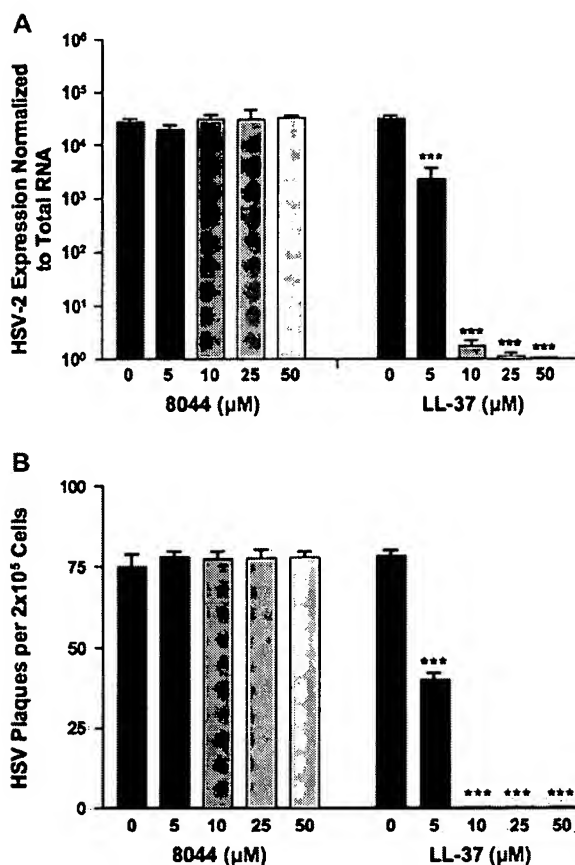 A
HSV-2 Expression Normalized
to Total RNA
10⁶
10⁵
10⁴
10³
10²
10¹
10⁰
***
*** *** ***
0 5 10 25 50 0 5 10 25 50
8044 (µM) LL-37 (µM)
B
HSV Plaques per 2x10⁵ Cells
100
75
50
25
0
***
*** *** ***
0 5 10 25 50 0 5 10 25 50
8044 (µM) LL-37 (µM)